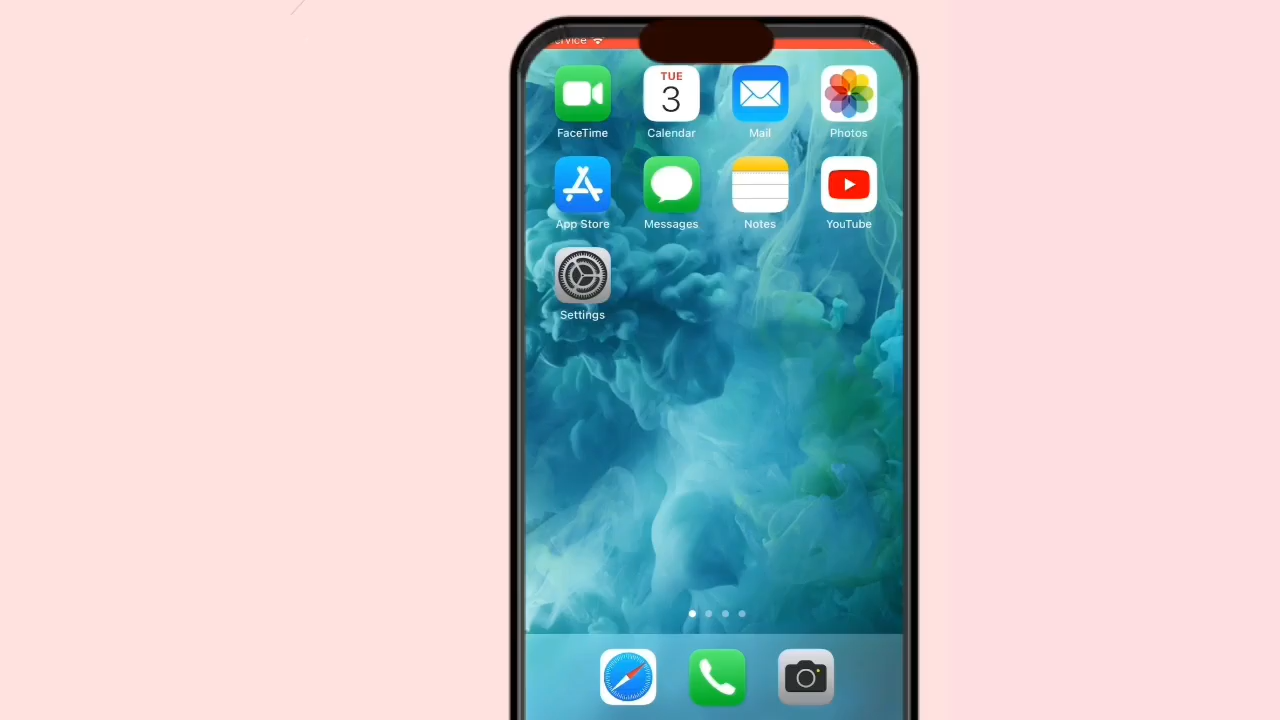 TUE
3
FaceTime
Calendar
Mail
Photos
App Store
Messages
Notes
YouTube
Settings